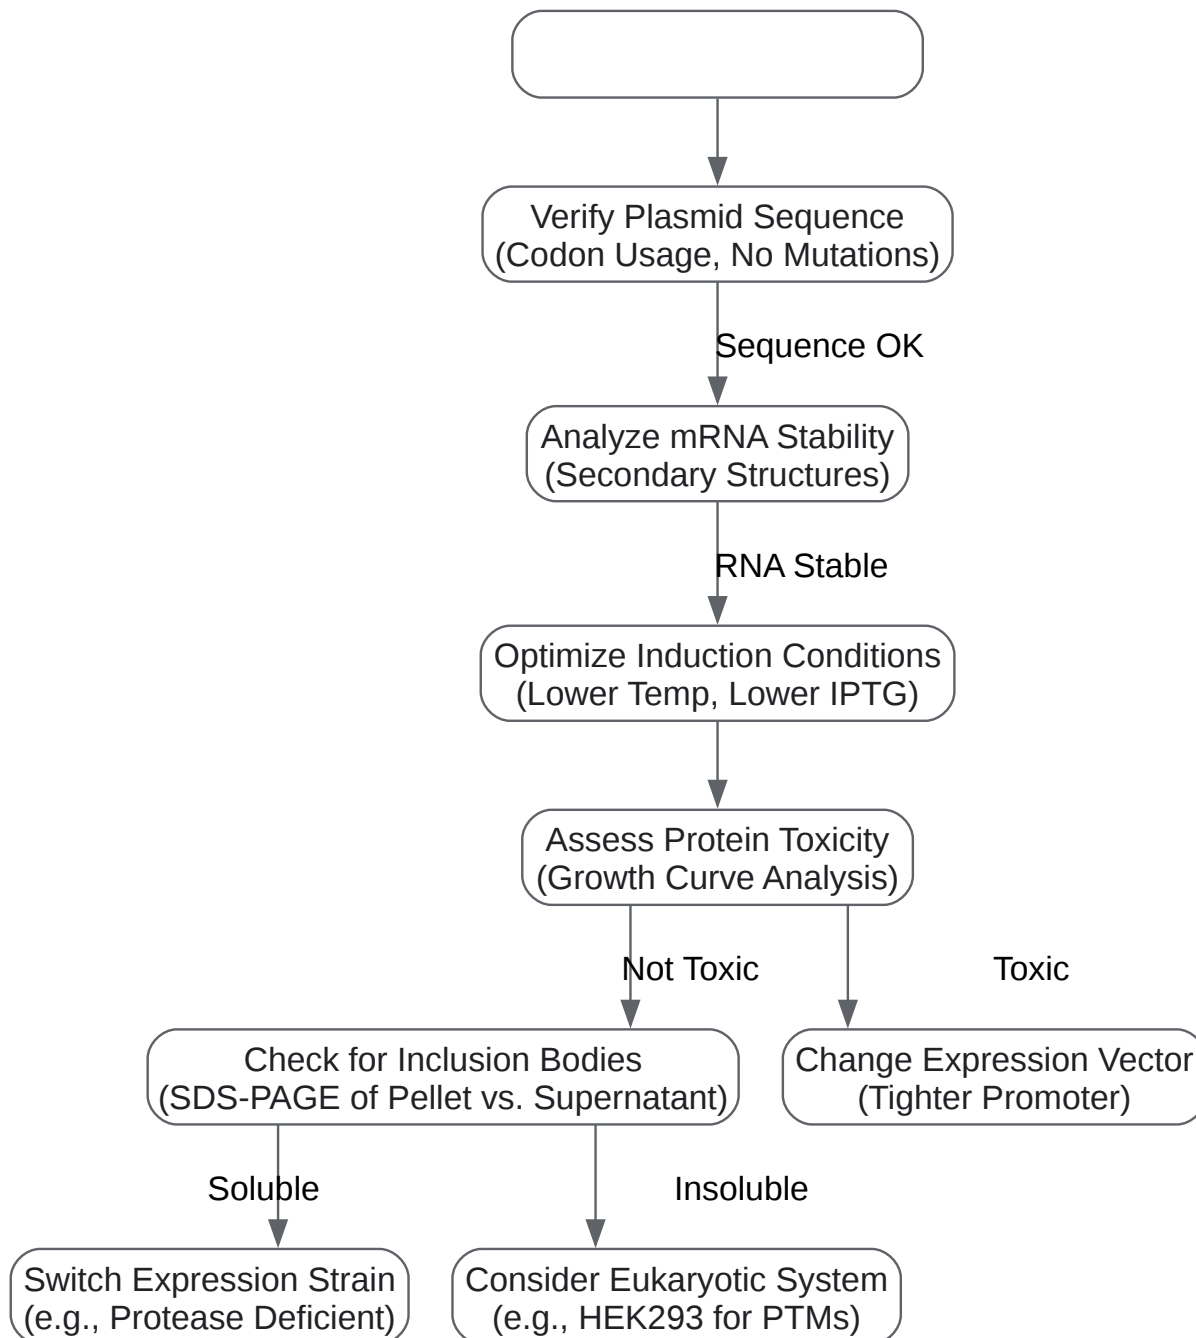 Verify Plasmid Sequence
(Codon Usage, No Mutations)
Sequence OK
Analyze mRNA Stability
(Secondary Structures)
RNA Stable
Optimize Induction Conditions
(Lower Temp, Lower IPTG)
Assess Protein Toxicity
(Growth Curve Analysis)
Not Toxic
Toxic
Check for Inclusion Bodies
(SDS-PAGE of Pellet vs. Supernatant)
Change Expression Vector
(Tighter Promoter)
Soluble
Insoluble
Switch Expression Strain
(e.g., Protease Deficient)
Consider Eukaryotic System
(e.g., HEK293 for PTMs)